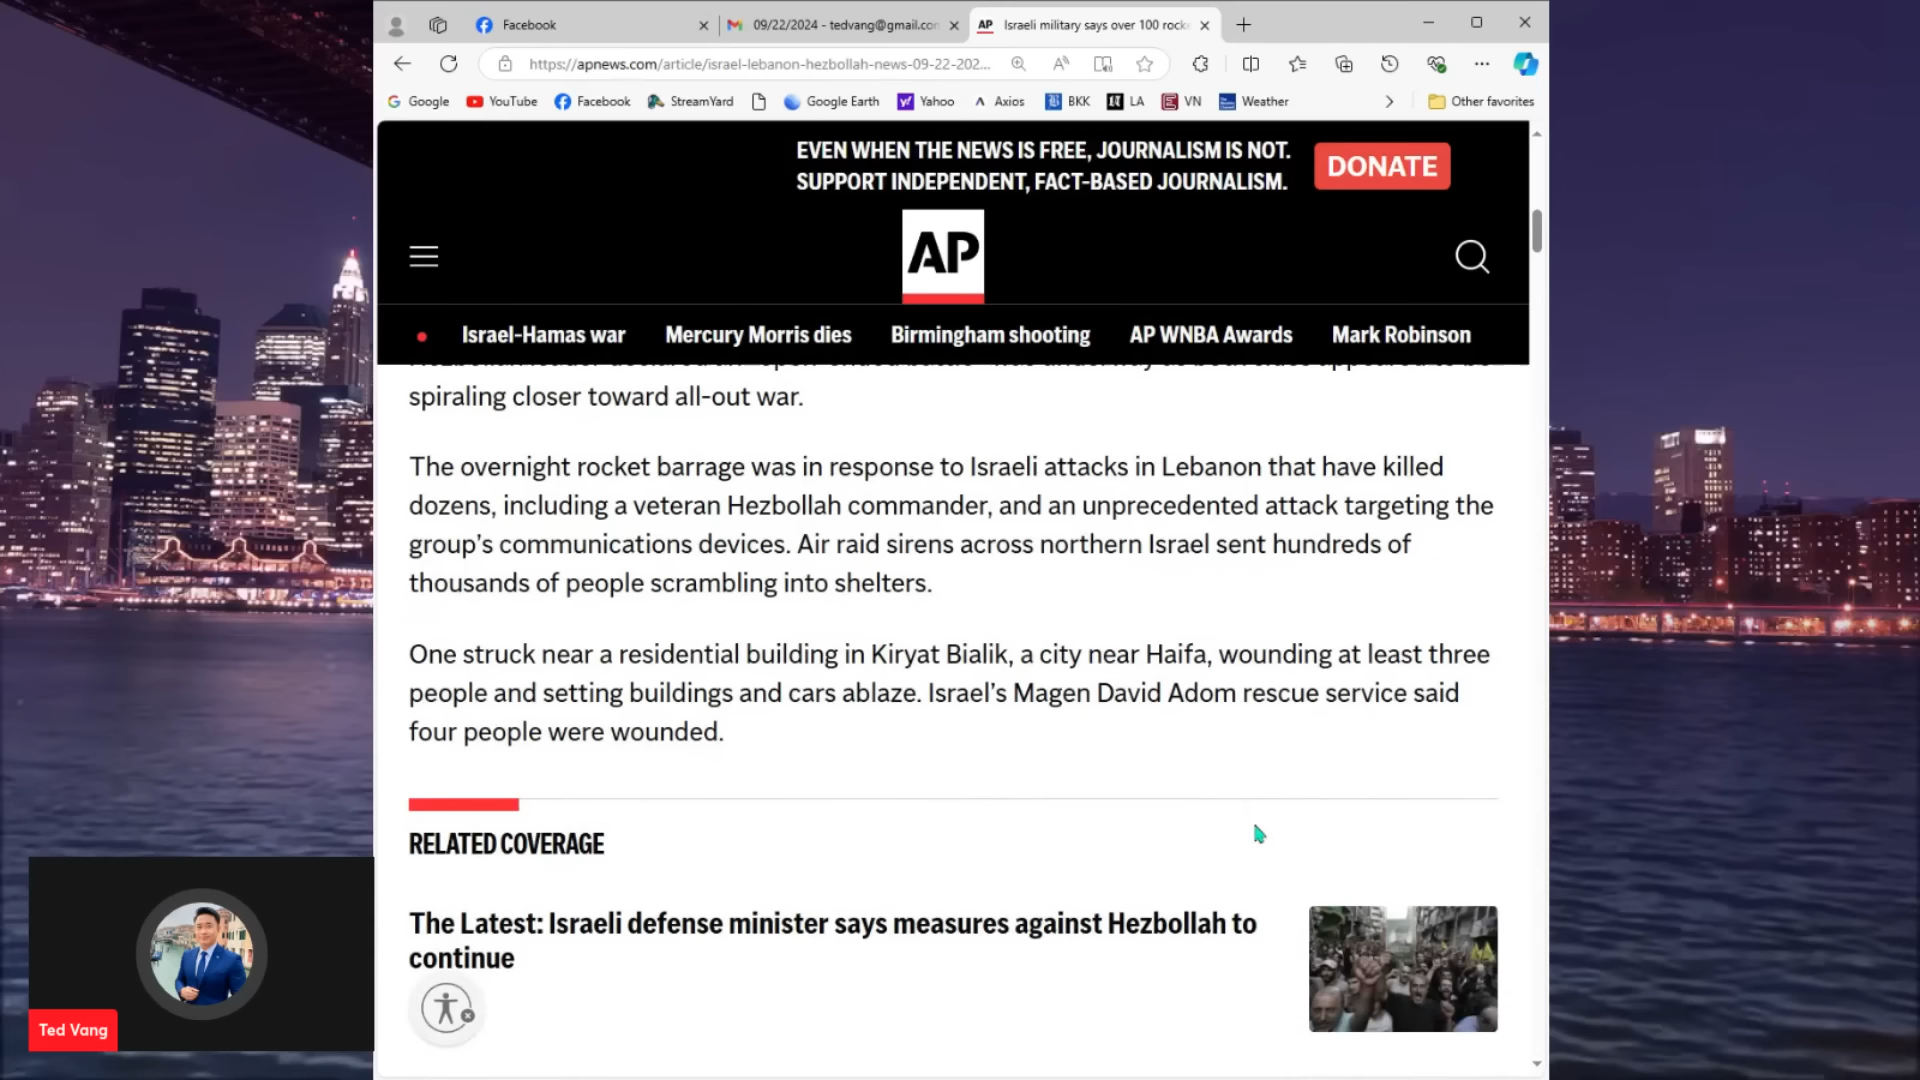 Facebook
09/22/2024 - tedvang@gmail.con
AP
Israeli military says over 100 rock
https://apnews.com/article/israel-lebanon-hezbollah-news-09-22-202...
Google
YouTube
Facebook
StreamYard
Google Earth
Yahoo
Axios
BKK
LA
VN
Weather
Other favorites
EVEN WHEN THE NEWS IS FREE, JOURNALISM IS NOT.
SUPPORT INDEPENDENT, FACT-BASED JOURNALISM.
DONATE
AP
Israel-Hamas war
Mercury Morris dies
Birmingham shooting
AP WNBA Awards
Mark Robinson
spiraling closer toward all-out war.
The overnight rocket barrage was in response to Israeli attacks in Lebanon that have killed
dozens, including a veteran Hezbollah commander, and an unprecedented attack targeting the
group's communications devices. Air raid sirens across northern Israel sent hundreds of
thousands of people scrambling into shelters.
One struck near a residential building in Kiryat Bialik, a city near Haifa, wounding at least three
people and setting buildings and cars ablaze. Israel's Magen David Adom rescue service said
four people were wounded.
RELATED COVERAGE
The Latest: Israeli defense minister says measures against Hezbollah to
continue
Ted Vang